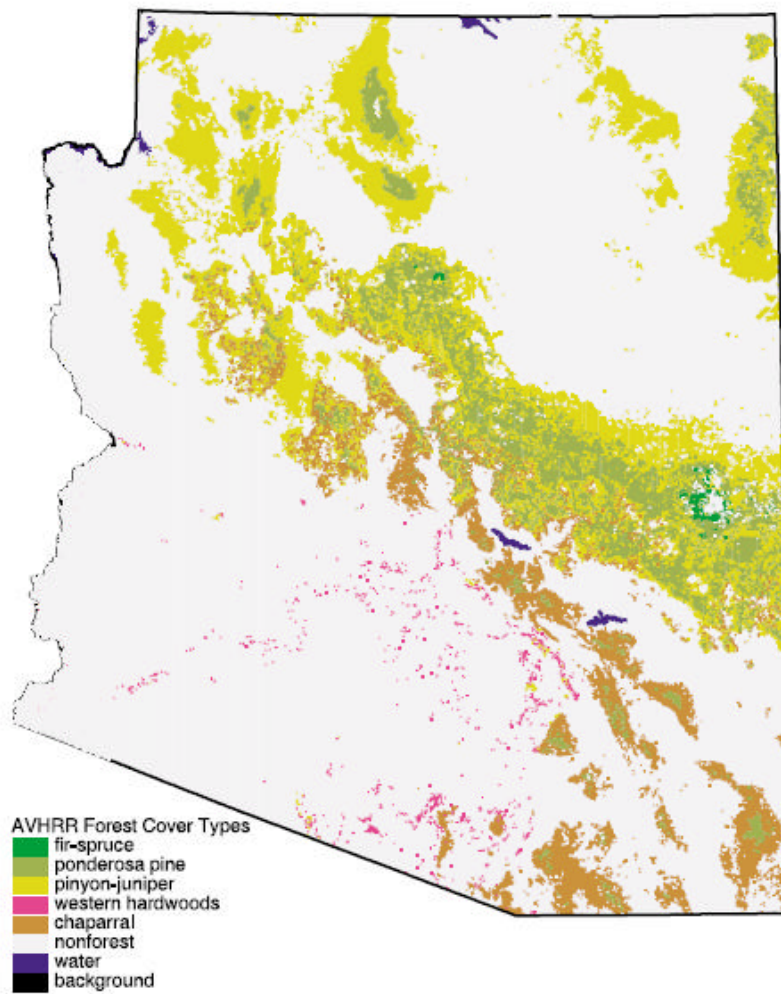 AVHRR Forest Cover Types
fir-spruce
ponderosa pine
pinyon-juniper
western hardwoods
chaparral
nonforest
water
background